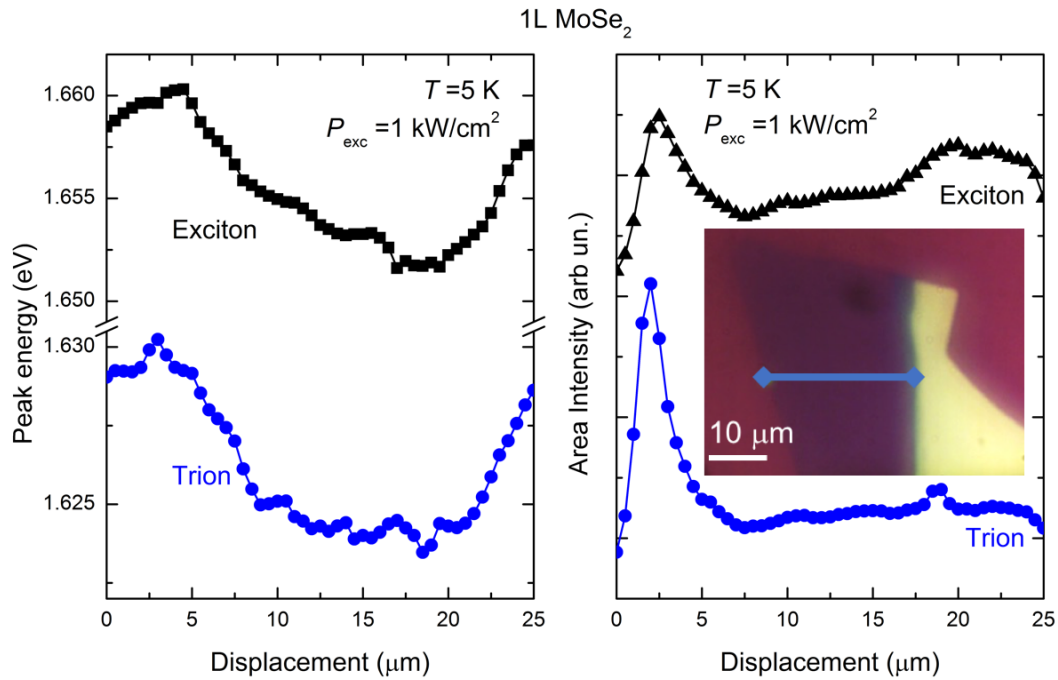 1L MoSe₂
Peak energy (eV)
1.660
1.655
1.650
1.630
1.625
T =5 K
P_exc =1 kW/cm²
Exciton
Trion
0 5 10 15 20 25
Displacement (μm)
Area Intensity (arb un.)
T =5 K
P_exc =1 kW/cm²
Exciton
10 μm
Trion
0 5 10 15 20 25
Displacement (μm)